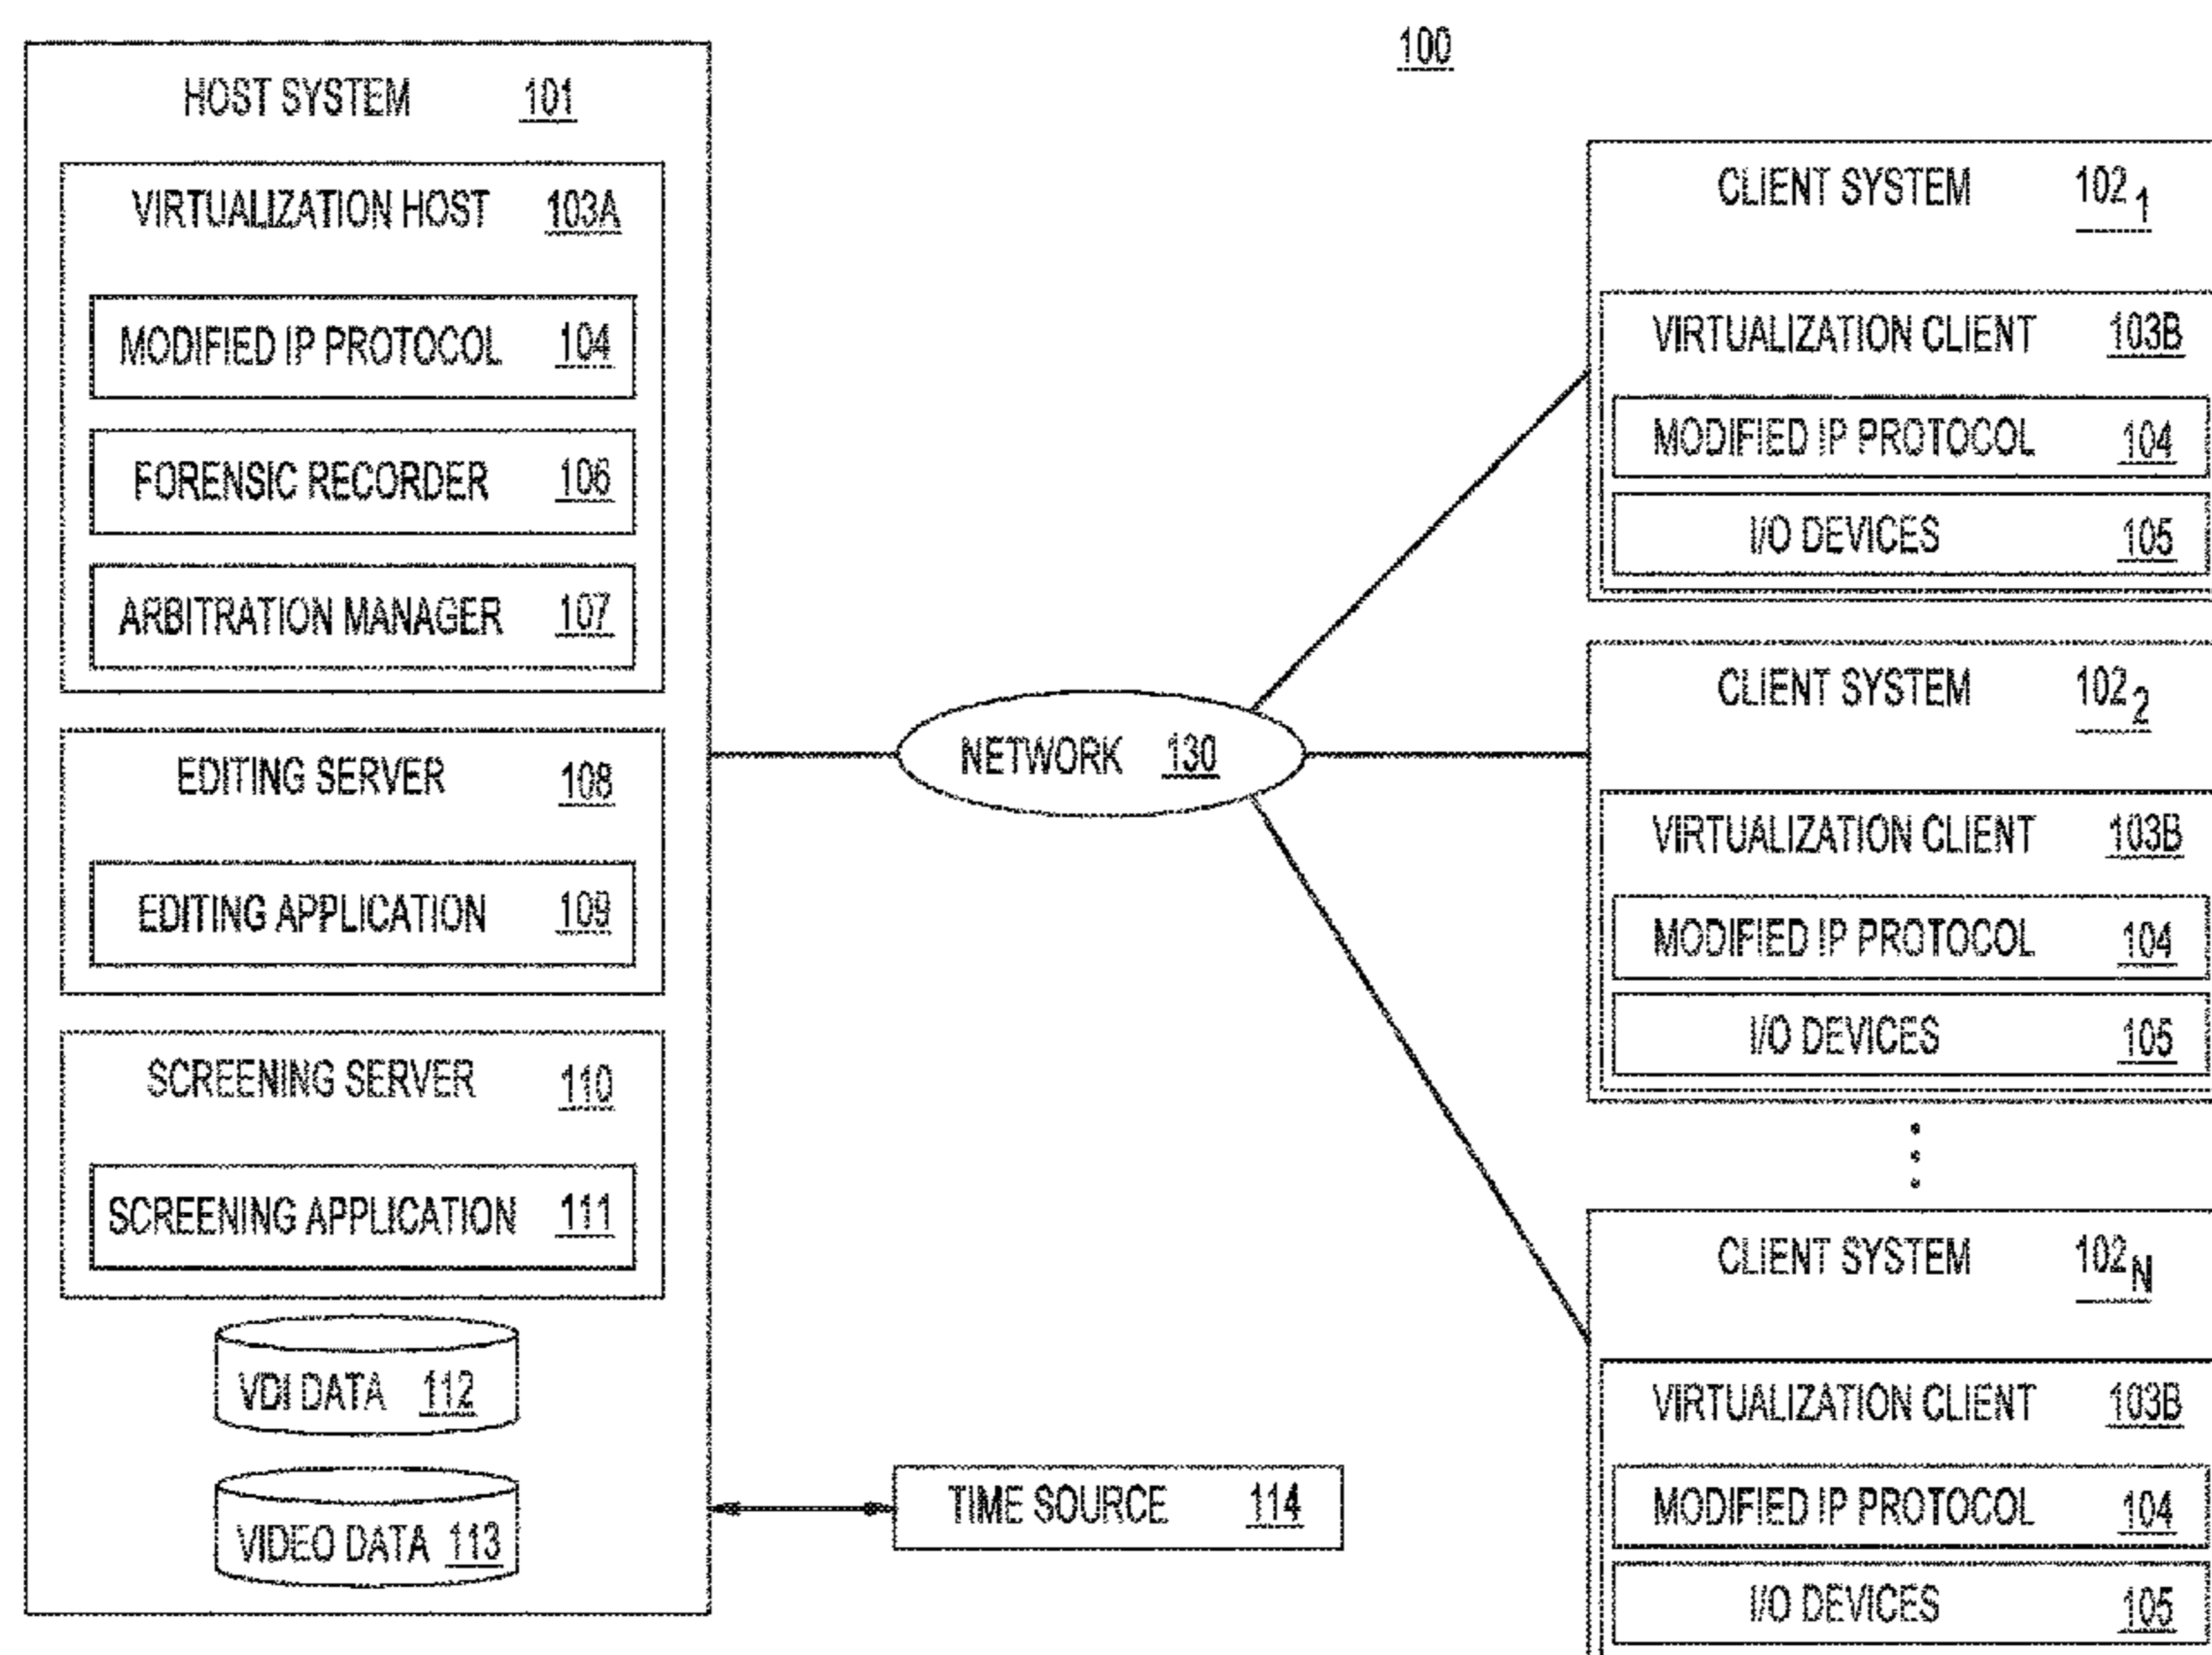 100
HOST SYSTEM 101
VIRTUALIZATION HOST 103A
MODIFIED IP PROTOCOL 104
FORENSIC RECORDER 106
ARBITRATION MANAGER 107
EDITING SERVER 108
EDITING APPLICATION 109
SCREENING SERVER 110
SCREENING APPLICATION 111
VDI DATA 112
VIDEO DATA 113
NETWORK 130
TIME SOURCE 114
CLIENT SYSTEM 102₁
VIRTUALIZATION CLIENT 103B
MODIFIED IP PROTOCOL 104
I/O DEVICES 105
CLIENT SYSTEM 102₂
VIRTUALIZATION CLIENT 103B
MODIFIED IP PROTOCOL 104
I/O DEVICES 105
CLIENT SYSTEM 102N
VIRTUALIZATION CLIENT 103B
MODIFIED IP PROTOCOL 104
I/O DEVICES 105